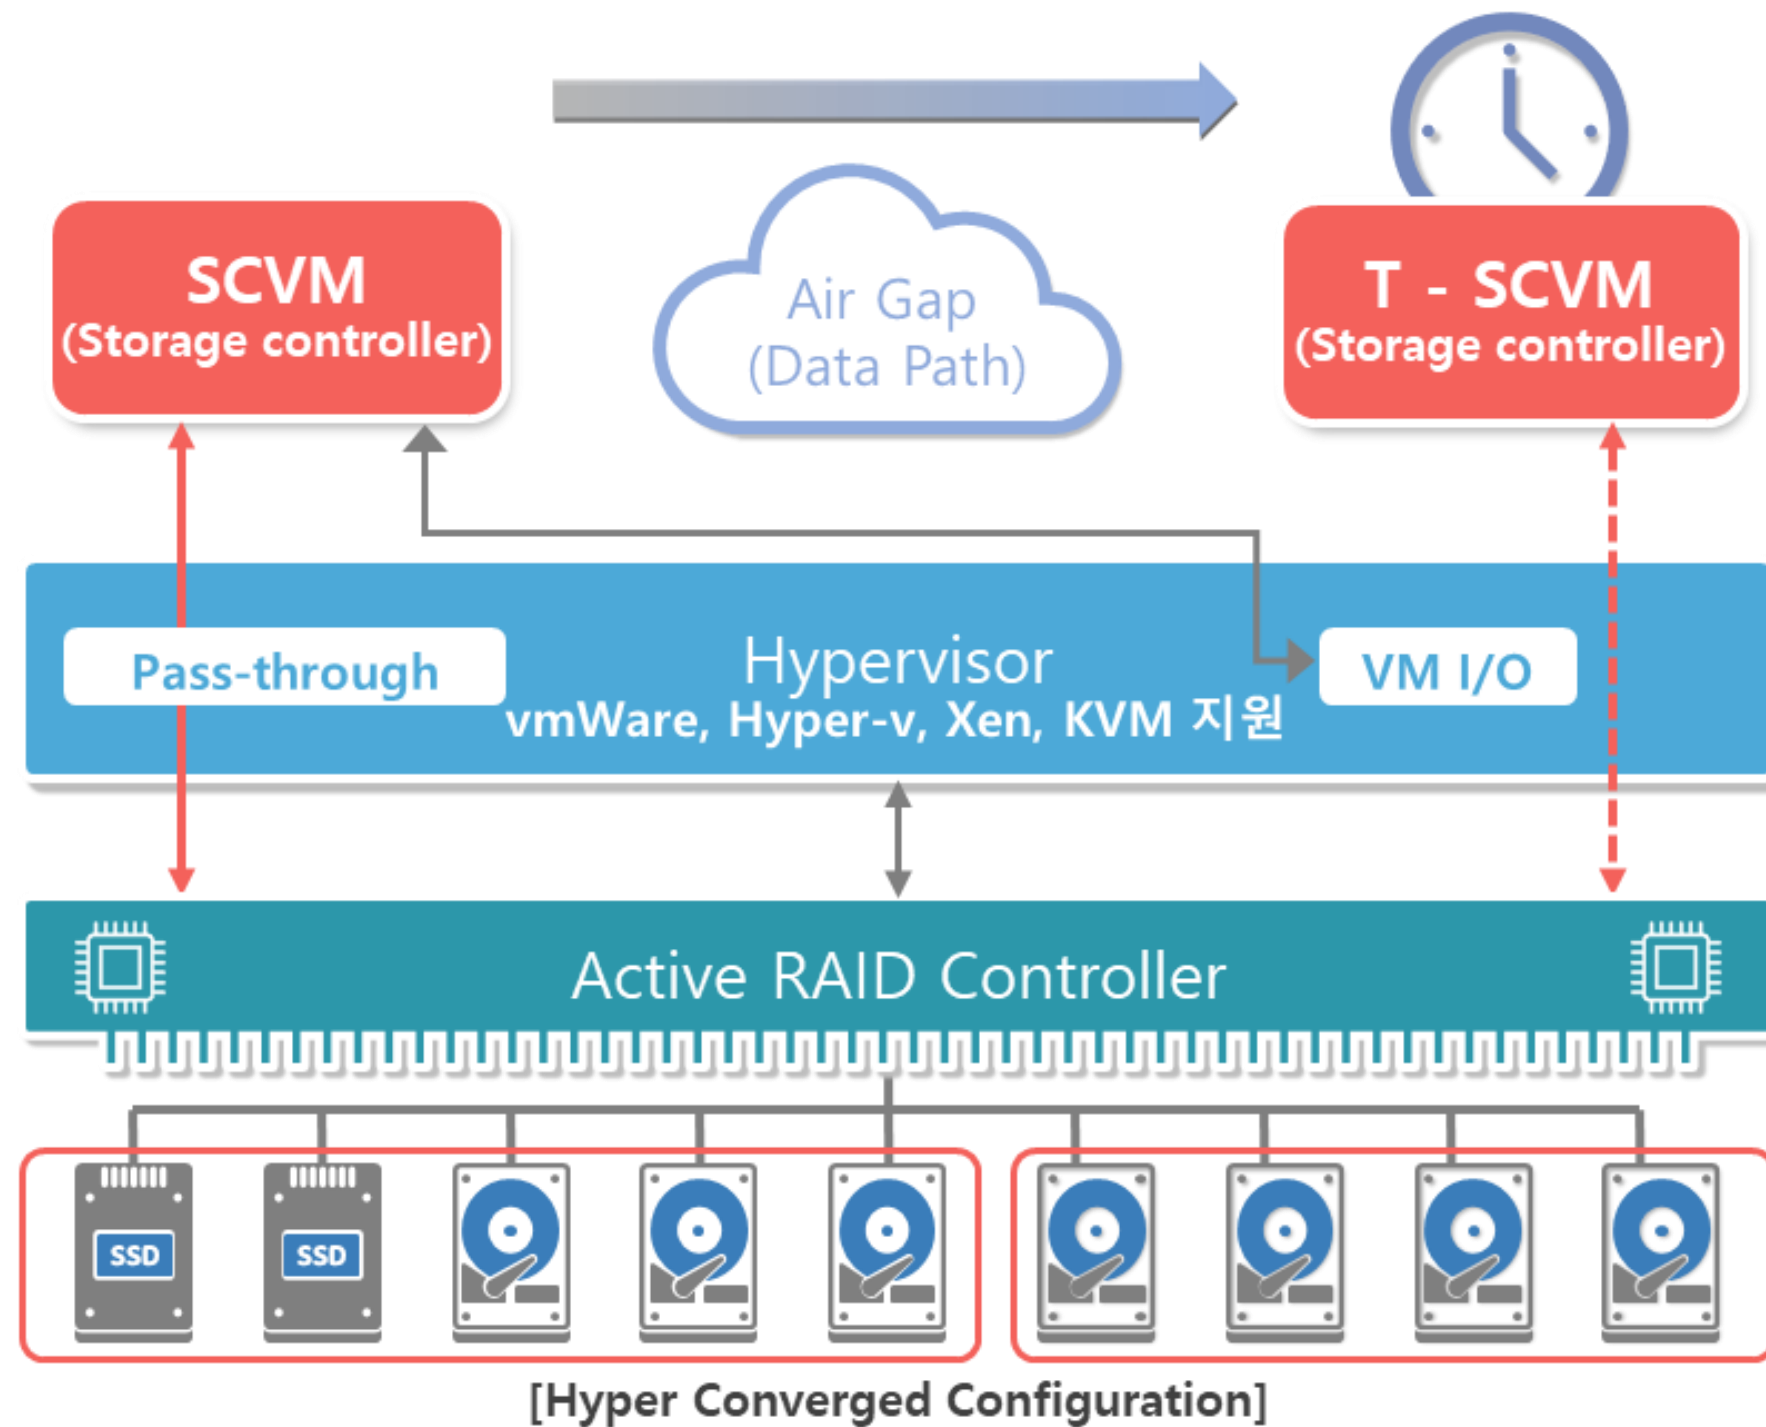 SCVM
(Storage controller)
Air Gap
(Data Path)
T - SCVM
(Storage controller)
Pass-through
Hypervisor
vmWare, Hyper-v, Xen, KVM 지원
VM I/O
Active RAID Controller
SSD
SSD
[Hyper Converged Configuration]